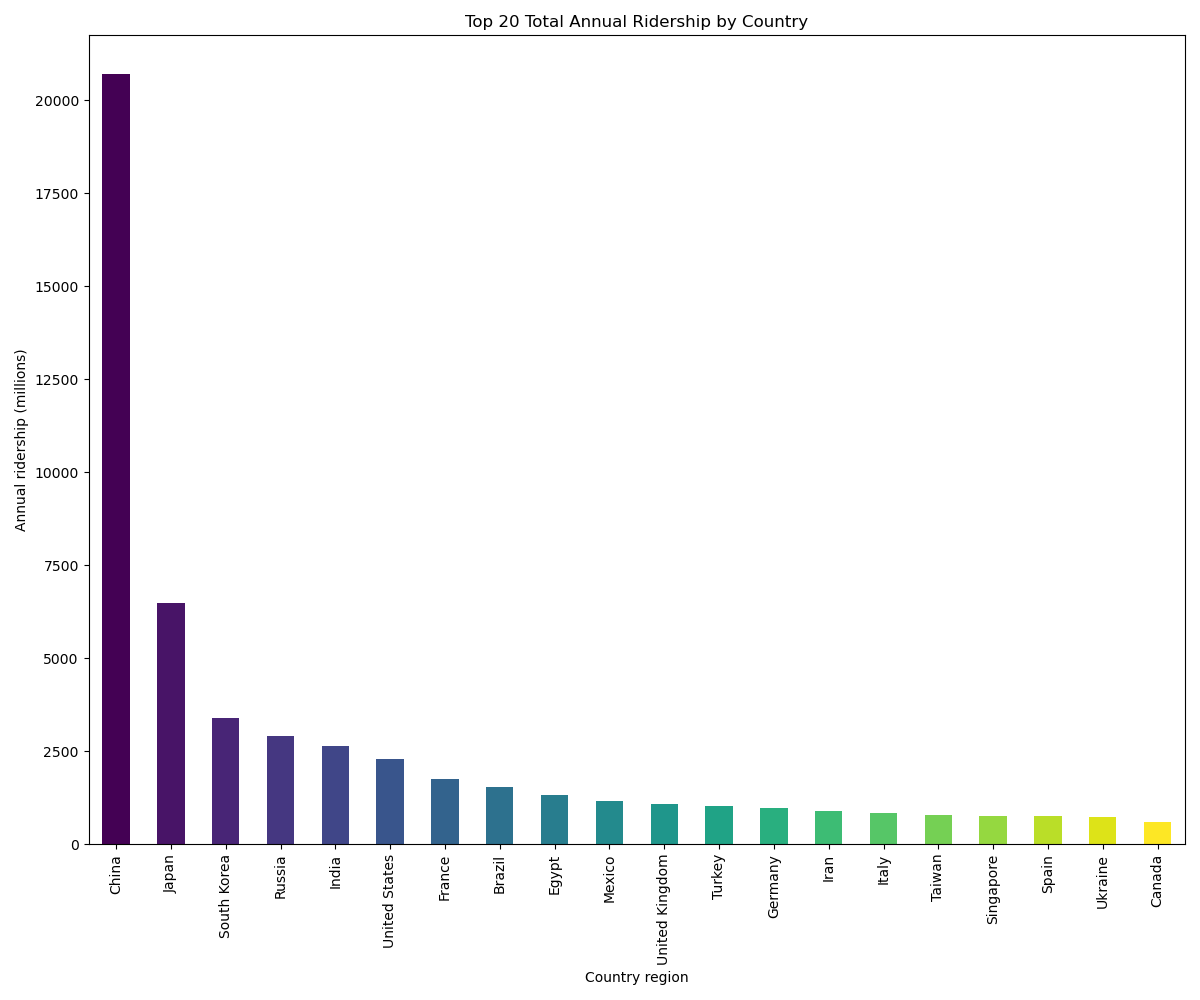 Top 20 Total Annual Ridership by Country
Annual ridership (millions)
20000
17500
15000
12500
10000
7500
5000
2500
0
China
Japan
South Korea
Russia
India
United States
France
Brazil
Egypt
Mexico
United Kingdom
Turkey
Germany
Iran
Italy
Taiwan
Singapore
Spain
Ukraine
Canada
Country region